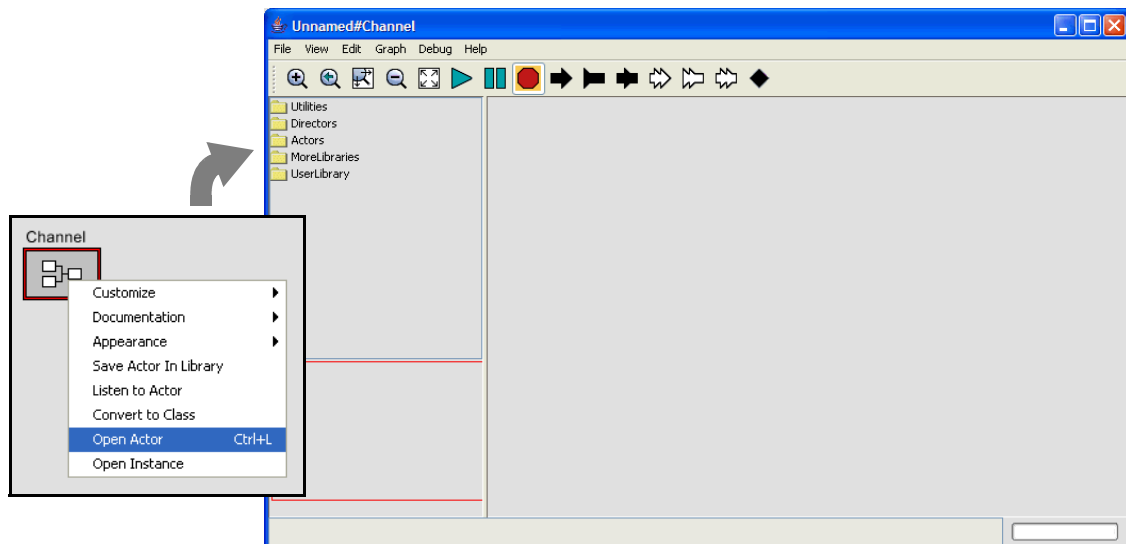 Unnamed#Channel
File View Edit Graph Debug Help
Utilities
Directors
Actors
MoreLibraries
UserLibrary
Channel
Customize
Documentation
Appearance
Save Actor In Library
Listen to Actor
Convert to Class
Open Actor Ctrl+L
Open Instance